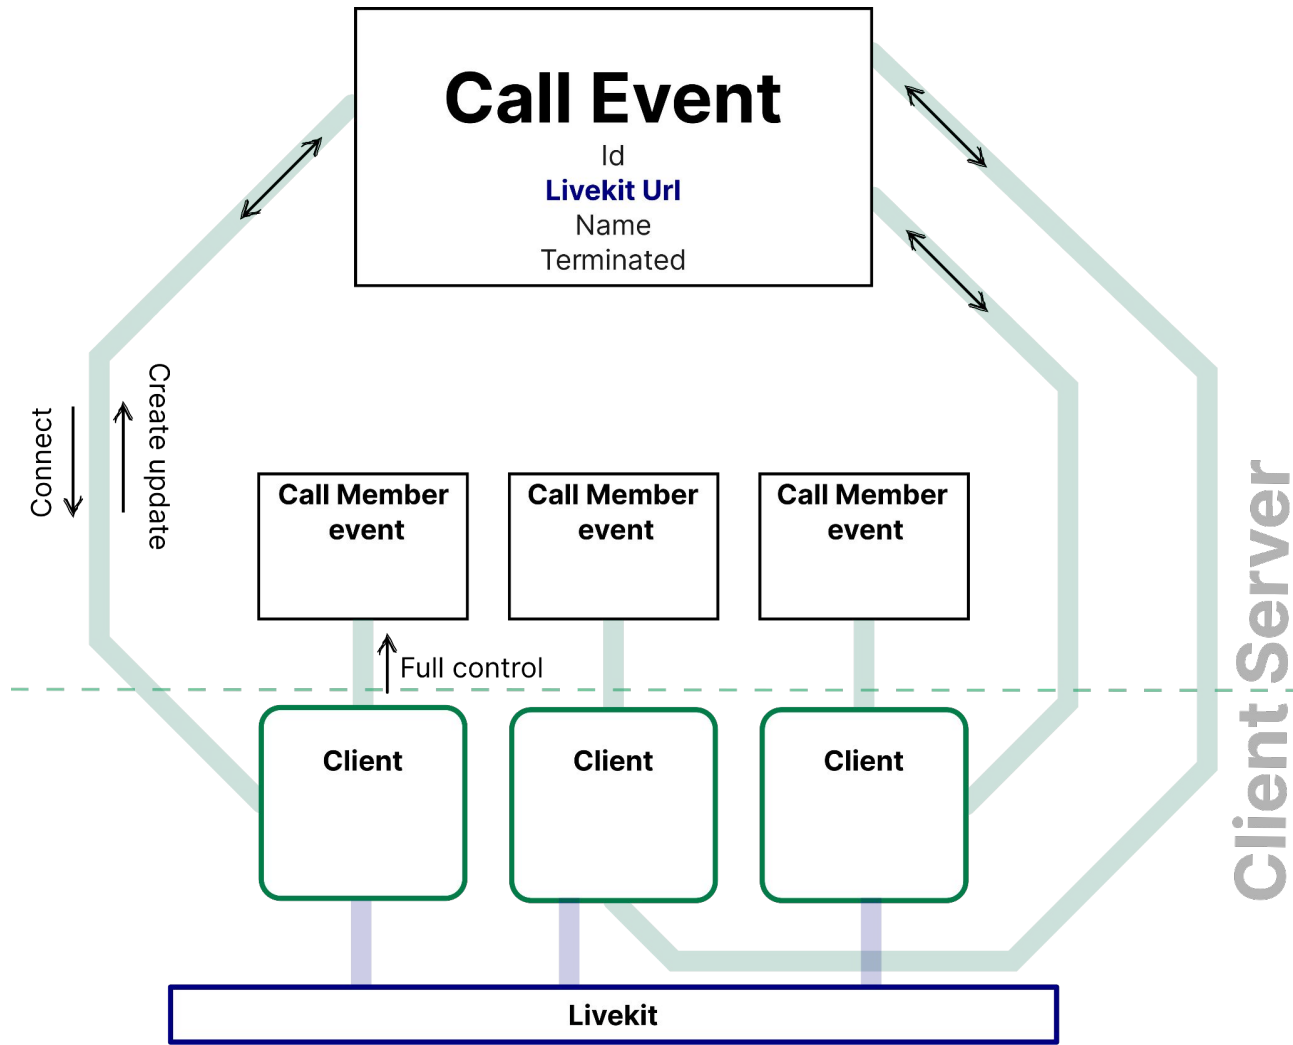 Call Event
Id
Livekit Url
Name
Terminated
Connect
Create update
Call Member
event
Call Member
event
Call Member
event
Full control
Client
Server
Client
Client
Client
Livekit